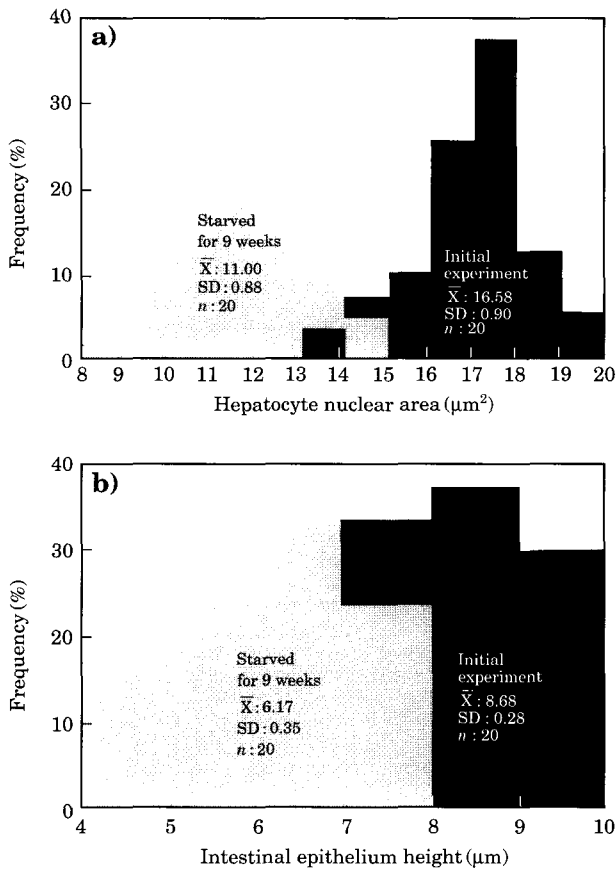 a)
Frequency (%)
40
30
20
10
0
Starved
for 9 weeks
X̄ : 11.00
SD : 0.88
n : 20
Initial
experiment
X̄ : 16.58
SD : 0.90
n : 20
8 9 10 11 12 13 14 15 16 17 18 19 20
Hepatocyte nuclear area (μm²)
b)
Frequency (%)
40
30
20
10
0
Starved
for 9 weeks
X̄ : 6.17
SD : 0.35
n : 20
Initial
experiment
X̄ : 8.68
SD : 0.28
n : 20
4 5 6 7 8 9 10
Intestinal epithelium height (μm)